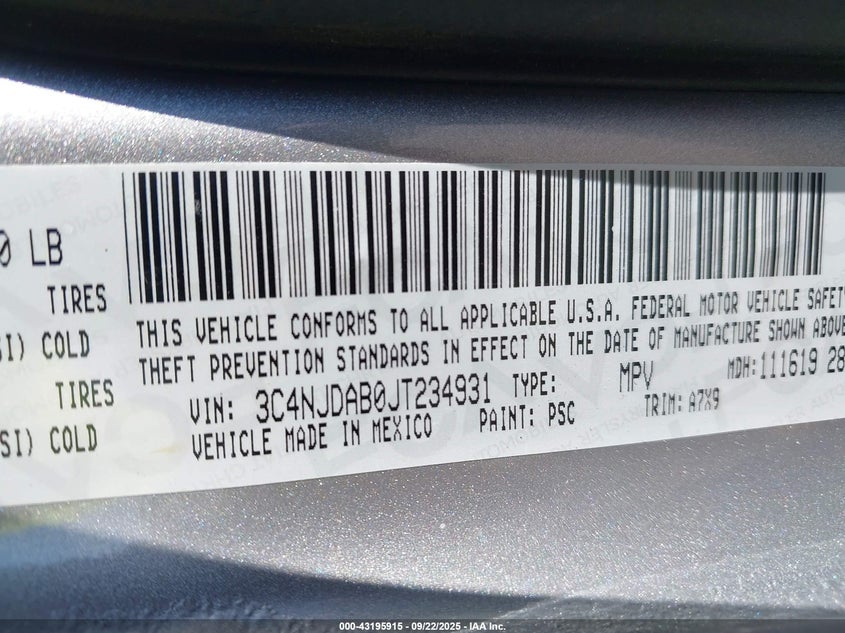 0 LB
TIRES
SI) COLD
TIRES
SI) COLD
THIS VEHICLE CONFORMS TO ALL APPLICABLE U.S.A. FEDERAL MOTOR VEHICLE SAFETY
THEFT PREVENTION STANDARDS IN EFFECT ON THE DATE OF MANUFACTURE SHOWN ABOVE
VIN: 3C4NJDAB0JT234931 TYPE: MPV MDH: 111619 28
VEHICLE MADE IN MEXICO PAINT: PSC TRIM: A7X9
000-43195915 - 09/22/2025 - IAA Inc.